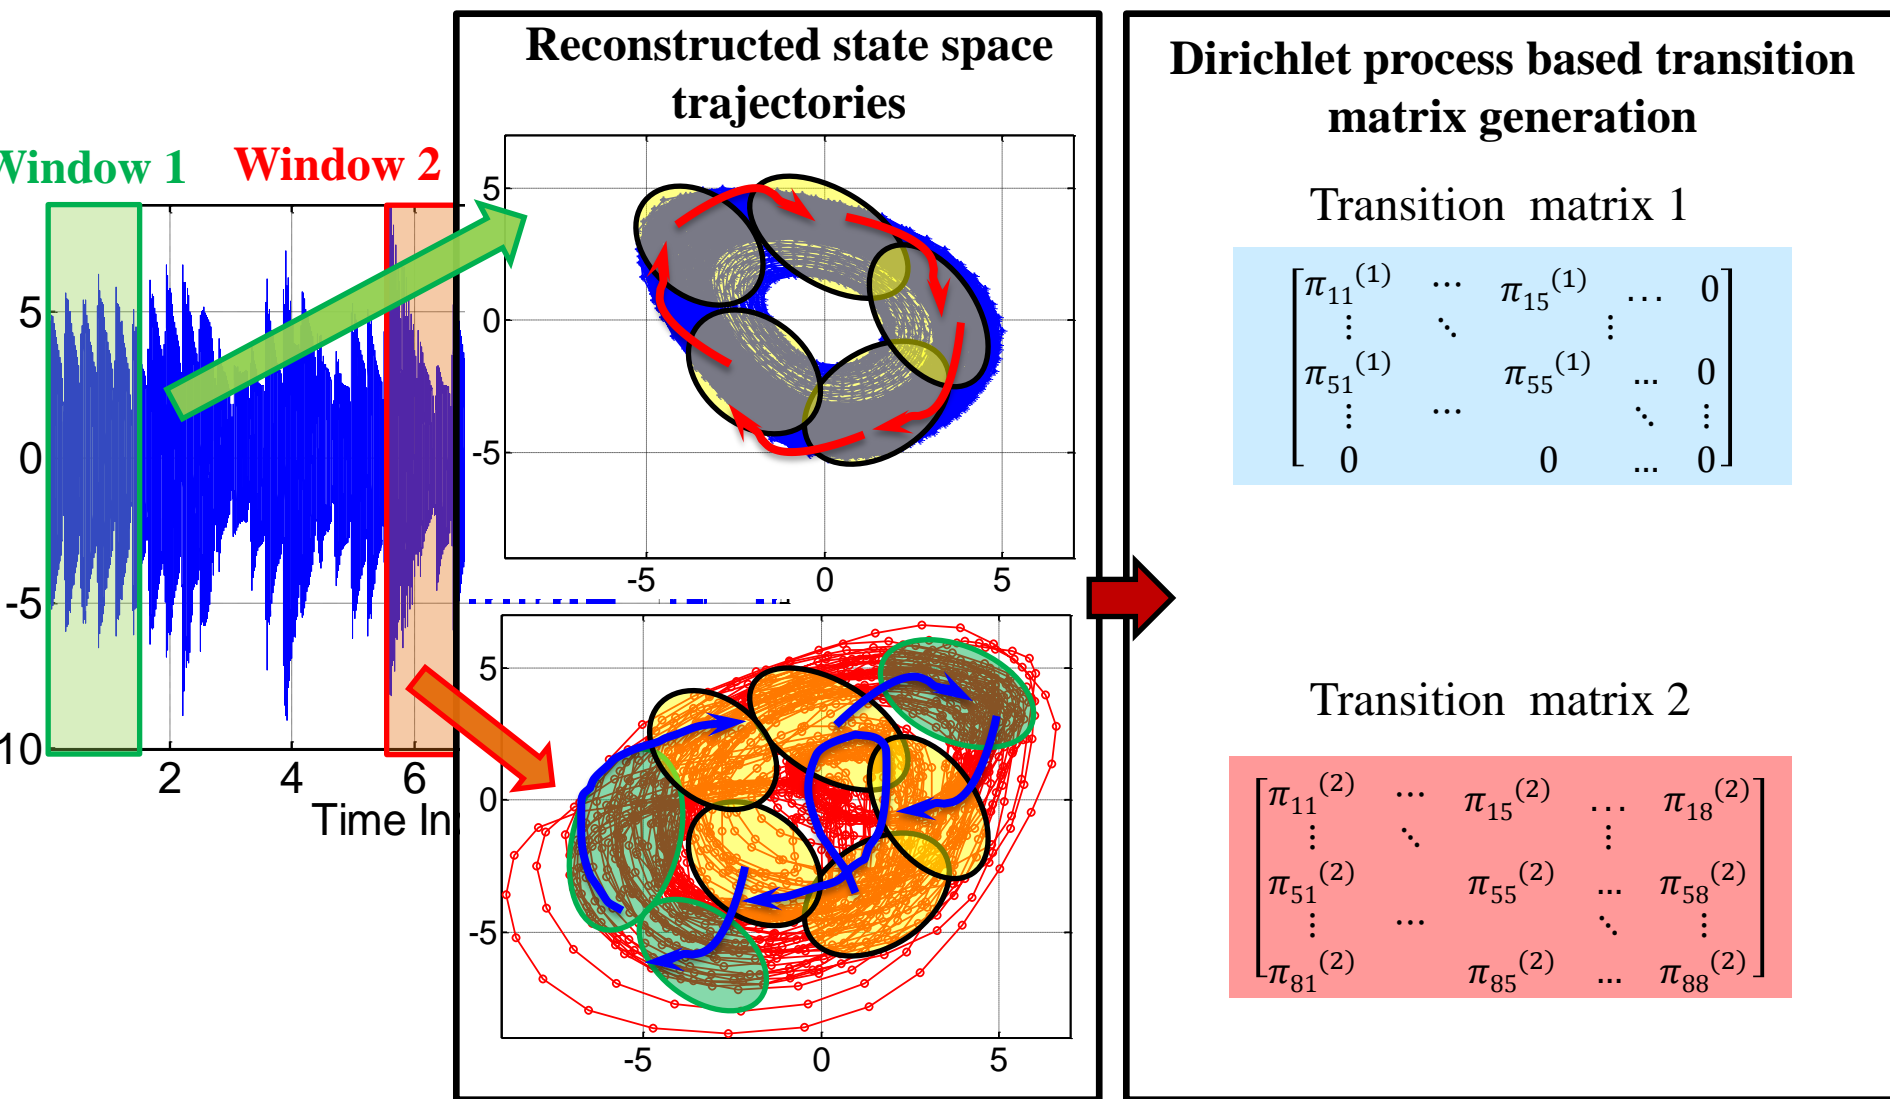 Reconstructed state space
trajectories
Dirichlet process based transition
matrix generation
Window 1
Window 2
5
0
-5
10
2
4
6
Time In
5
0
-5
-5
0
5
5
0
-5
-5
0
5
Transition matrix 1
π₁₁⁽¹⁾ ⋯ π₁₅⁽¹⁾ … 0
⋮ ⋱ ⋮
π₅₁⁽¹⁾ π₅₅⁽¹⁾ … 0
⋮ ⋯ ⋱ ⋮
0 0 … 0
Transition matrix 2
π₁₁⁽²⁾ ⋯ π₁₅⁽²⁾ … π₁₈⁽²⁾
⋮ ⋱ ⋮
π₅₁⁽²⁾ π₅₅⁽²⁾ … π₅₈⁽²⁾
⋮ ⋯ ⋱ ⋮
π₈₁⁽²⁾ π₈₅⁽²⁾ … π₈₈⁽²⁾